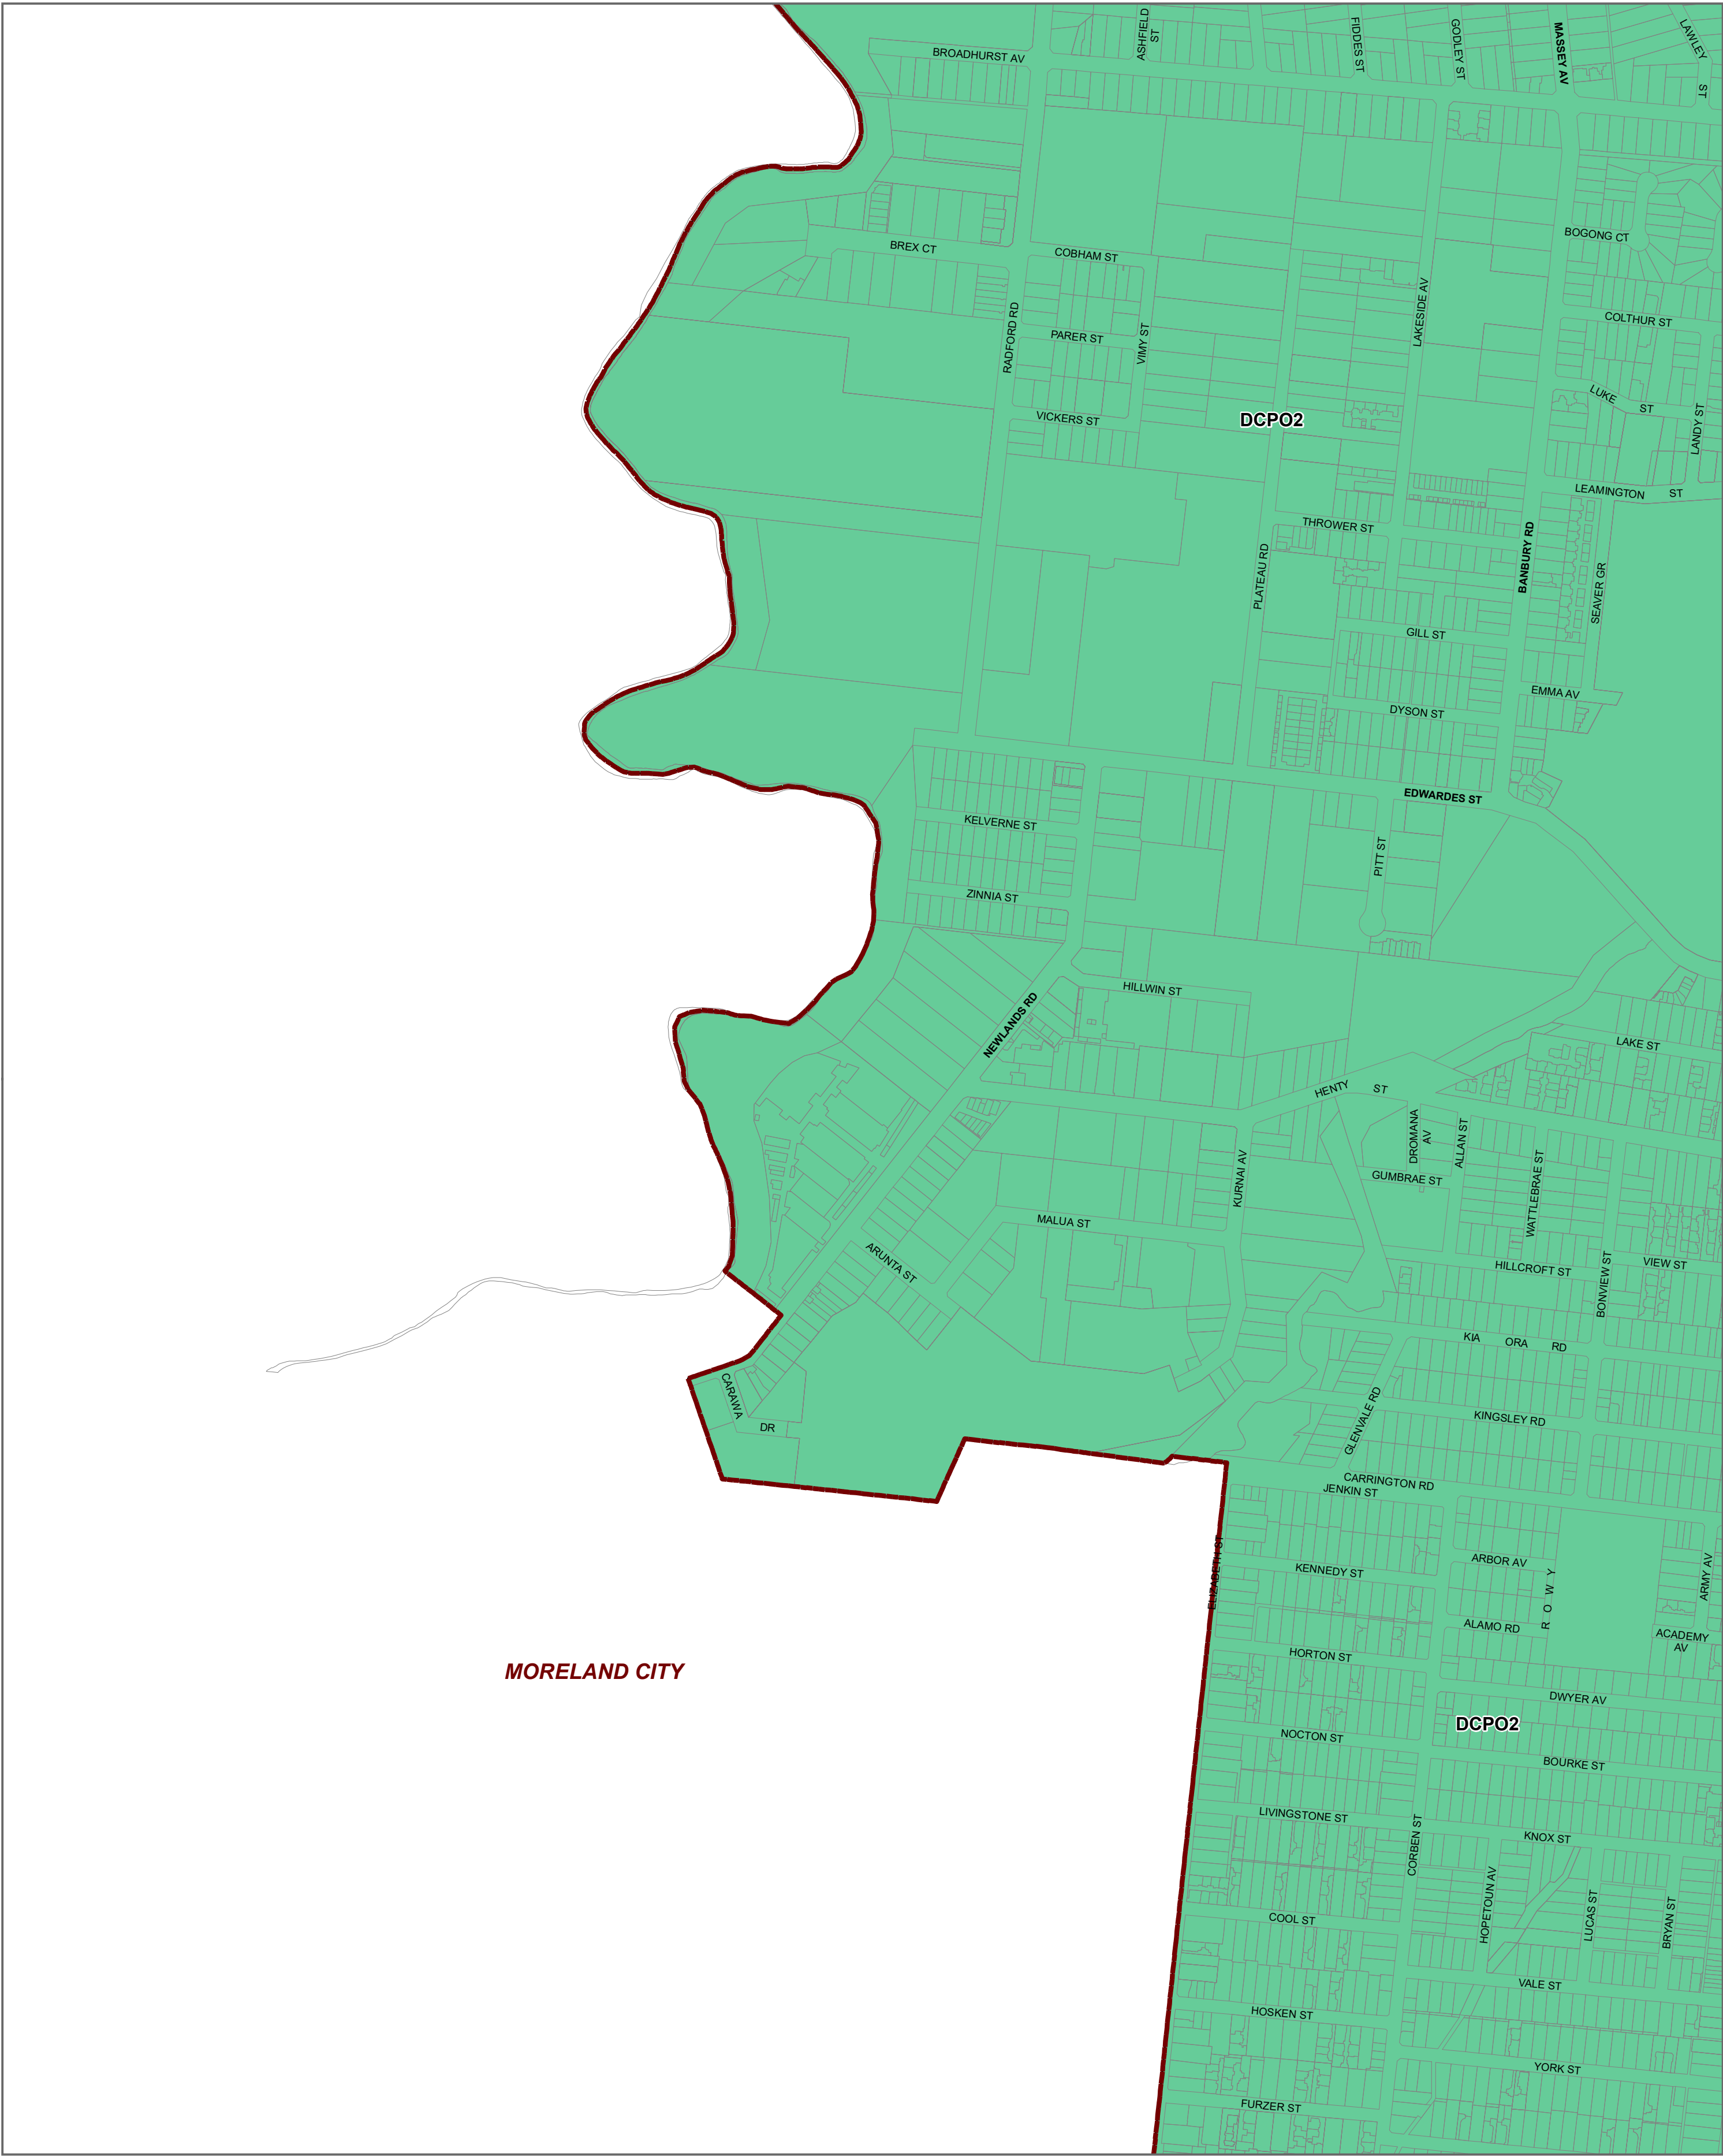 ASHFIELD
ST
FIDDES ST
GODLEY ST
MASSEY AV
LAWLEY
ST
BROADHURST AV
BREX CT
COBHAM ST
BOGONG CT
RADFORD RD
PARER ST
VIMY ST
LAKESIDE AV
COLTHUR ST
VICKERS ST
DCPO2
LUKE
ST
LANDY ST
LEAMINGTON
ST
THROWER ST
BANBURY RD
PLATEAU RD
SEAVER GR
GILL ST
EMMA AV
DYSON ST
EDWARDES ST
KELVERNE ST
PITT ST
ZINNIA ST
HILLWIN ST
NEWLANDS RD
LAKE ST
HENTY
ST
DROMANA
AV
ALLAN ST
KURNAI AV
GUMBRAE ST
WATTLEBRAE ST
MALUA ST
ARUNTA ST
HILLCROFT ST
BONVIEW ST
VIEW ST
KIA
ORA
RD
CARAWA
DR
GLENVALE RD
KINGSLEY RD
CARRINGTON RD
JENKIN ST
ELIZABETH ST
KENNEDY ST
ARBOR AV
R O W Y
ARMY AV
ALAMO RD
ACADEMY
AV
HORTON ST
MORELAND CITY
DWYER AV
DCPO2
NOCTON ST
BOURKE ST
LIVINGSTONE ST
CORBEN ST
KNOX ST
HOPETOUN AV
LUCAS ST
BRYAN ST
COOL ST
VALE ST
HOSKEN ST
YORK ST
FURZER ST